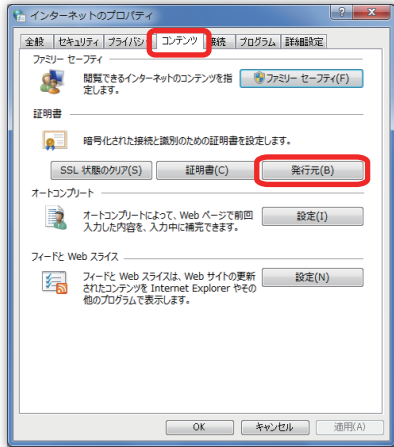 インターネットのプロパティ
全般 セキュリティ プライバシー コンテンツ 接続 プログラム 詳細設定
ファミリー セーフティ
閲覧できるインターネットのコンテンツを指定します。
ファミリー セーフティ(F)
証明書
暗号化された接続と識別のための証明書を設定します。
SSL 状態のクリア(S) 証明書(C) 発行元(B)
オートコンプリート
オートコンプリートによって、Web ページで前回
入力した内容を、入力中に補完できます。
設定(I)
フィードと Web スライス
フィードと Web スライスは、Web サイトの更新
されたコンテンツを Internet Explorer やその
他のプログラムで表示します。
設定(N)
OK キャンセル 適用(A)